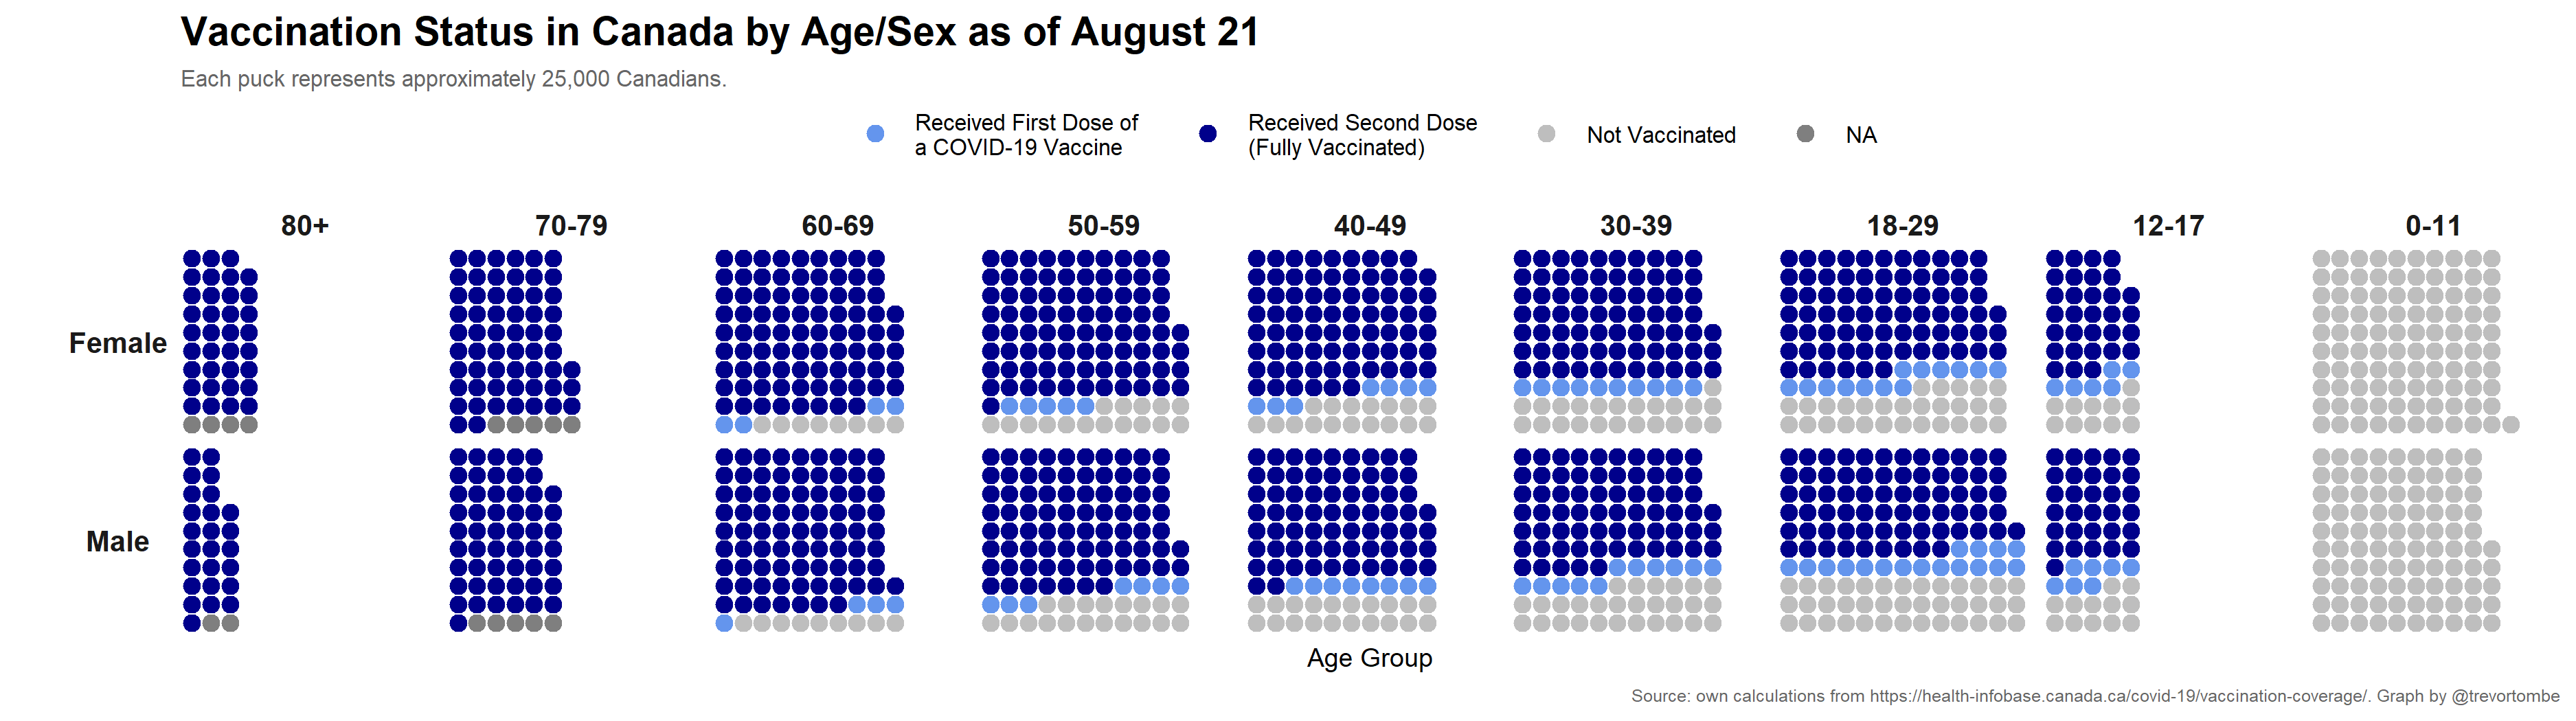 Vaccination Status in Canada by Age/Sex as of August 21
Each puck represents approximately 25,000 Canadians.
Received First Dose of
a COVID-19 Vaccine
Received Second Dose
(Fully Vaccinated)
Not Vaccinated
NA
80+ 70-79 60-69 50-59 40-49 30-39 18-29 12-17 0-11
Female
Male
Age Group
Source: own calculations from https://health-infobase.canada.ca/covid-19/vaccination-coverage/. Graph by @trevortombe